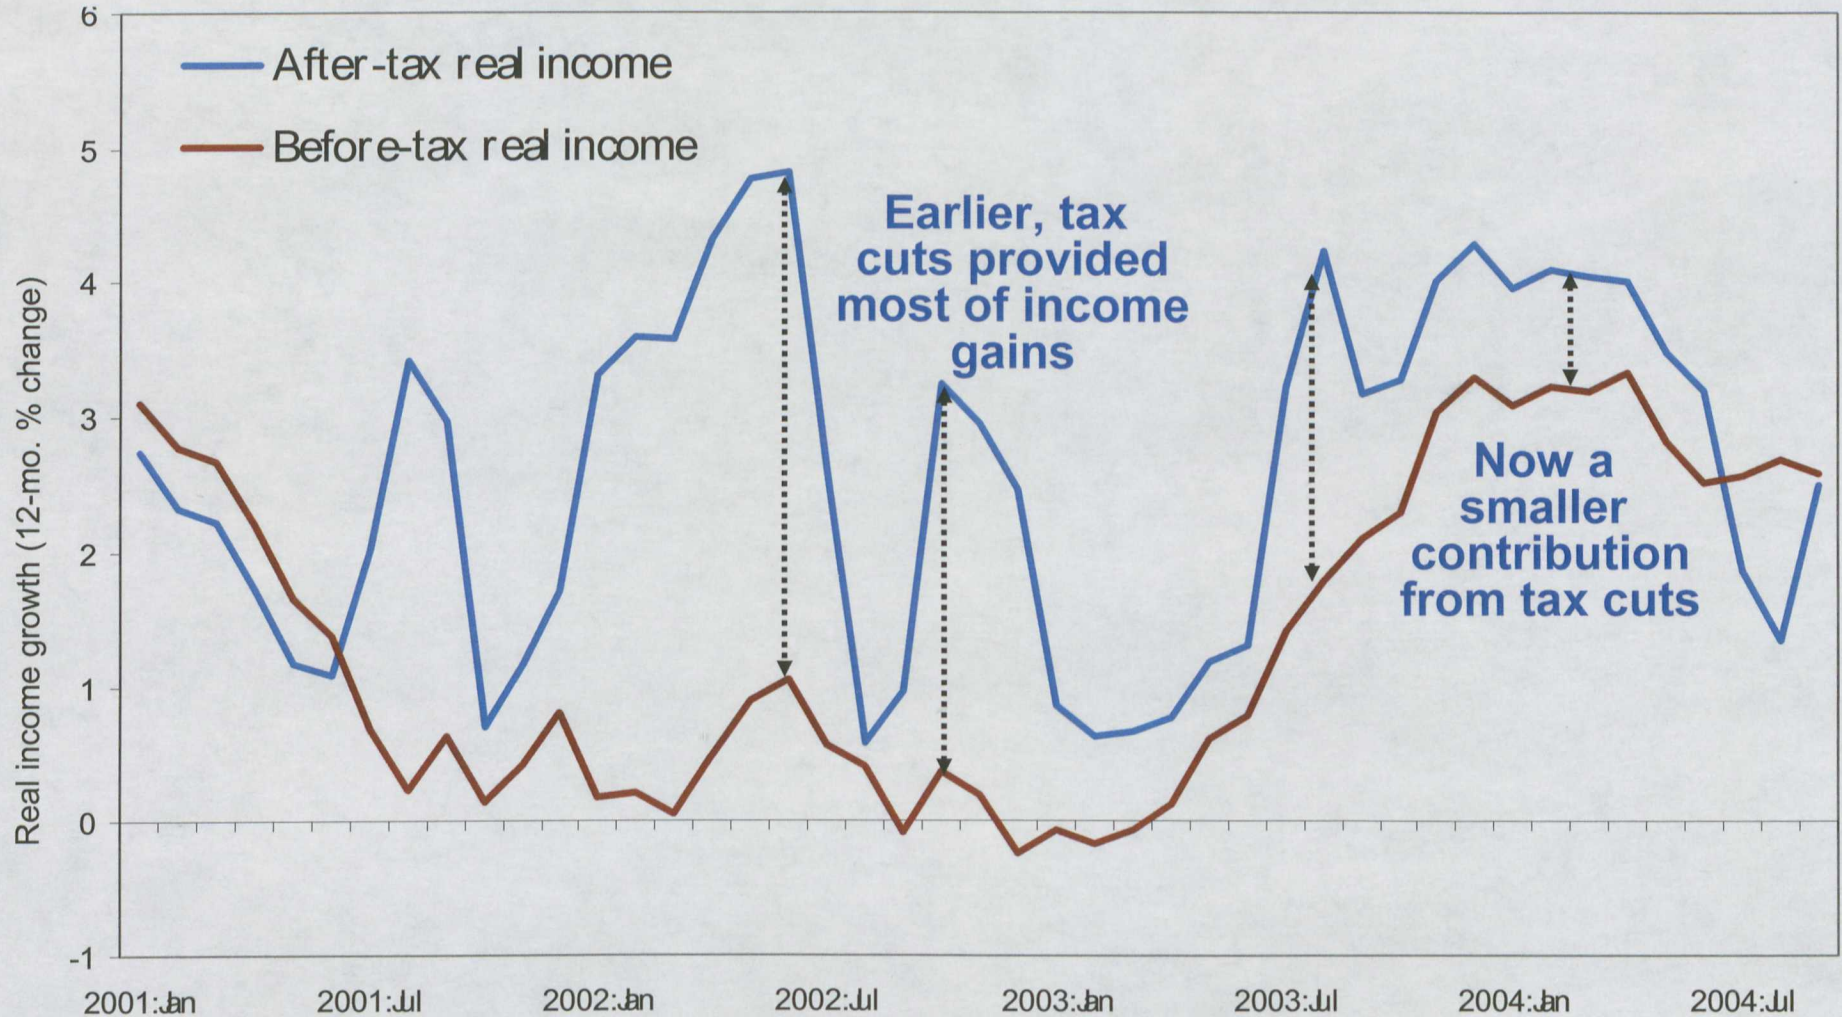 6
After-tax real income
Before-tax real income
5
4
3
2
1
0
-1
Real income growth (12-mo. % change)
Earlier, tax
cuts provided
most of income
gains
Now a
smaller
contribution
from tax cuts
2001:Jan
2001:Jul
2002:Jan
2002:Jul
2003:Jan
2003:Jul
2004:Jan
2004:Jul